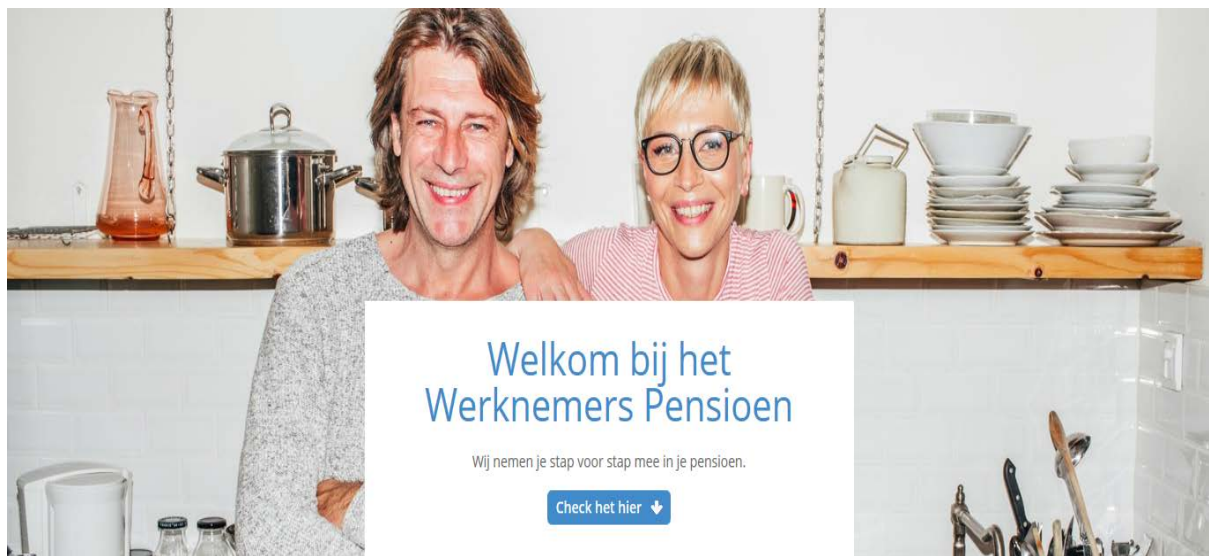 Welkom bij het
Werknemers Pensioen
Wij nemen je stap voor stap mee in je pensioen.
Check het hier